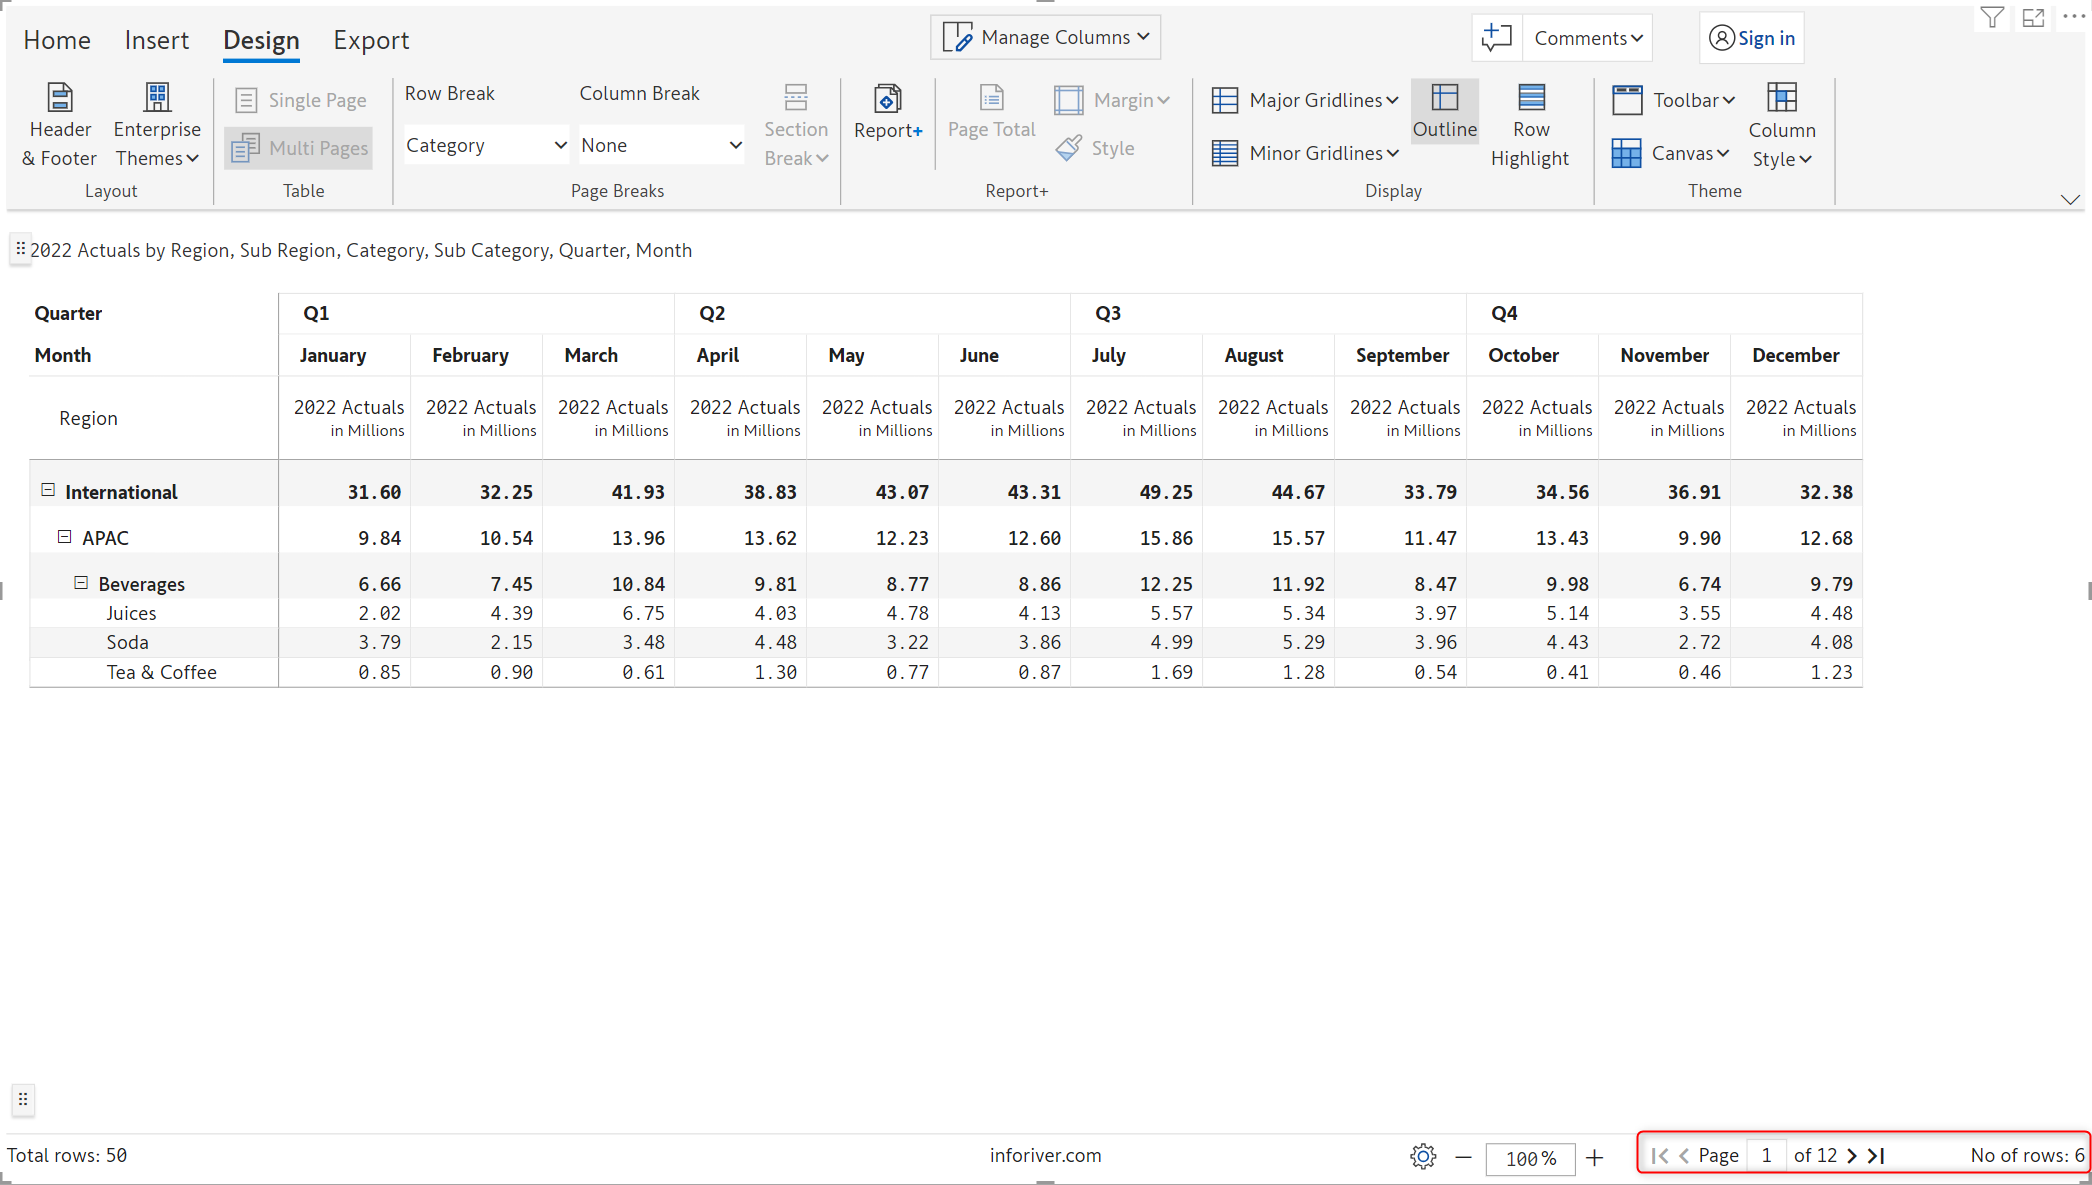 Home Insert Design Export Manage Columns Comments Sign in
Header & Footer
Enterprise Themes
Layout
Single Page
Multi Pages
Table
Row Break Column Break
Category None
Section Break
Page Breaks
Report+
Page Total
Margin
Style
Report+
Major Gridlines
Minor Gridlines
Outline
Row Highlight
Display
Toolbar
Canvas
Column Style
Theme
2022 Actuals by Region, Sub Region, Category, Sub Category, Quarter, Month
Quarter Q1 Q2 Q3 Q4
Month January February March April May June July August September October November December
Region 2022 Actuals 2022 Actuals 2022 Actuals 2022 Actuals 2022 Actuals 2022 Actuals 2022 Actuals 2022 Actuals 2022 Actuals 2022 Actuals 2022 Actuals 2022 Actuals
in Millions in Millions in Millions in Millions in Millions in Millions in Millions in Millions in Millions in Millions in Millions in Millions
International 31.60 32.25 41.93 38.83 43.07 43.31 49.25 44.67 33.79 34.56 36.91 32.38
APAC 9.84 10.54 13.96 13.62 12.23 12.60 15.86 15.57 11.47 13.43 9.90 12.68
Beverages 6.66 7.45 10.84 9.81 8.77 8.86 12.25 11.92 8.47 9.98 6.74 9.79
Juices 2.02 4.39 6.75 4.03 4.78 4.13 5.57 5.34 3.97 5.14 3.55 4.48
Soda 3.79 2.15 3.48 4.48 3.22 3.86 4.99 5.29 3.96 4.43 2.72 4.08
Tea & Coffee 0.85 0.90 0.61 1.30 0.77 0.87 1.69 1.28 0.54 0.41 0.46 1.23
Total rows: 50 inforiver.com 100% Page 1 of 12 No of rows: 6